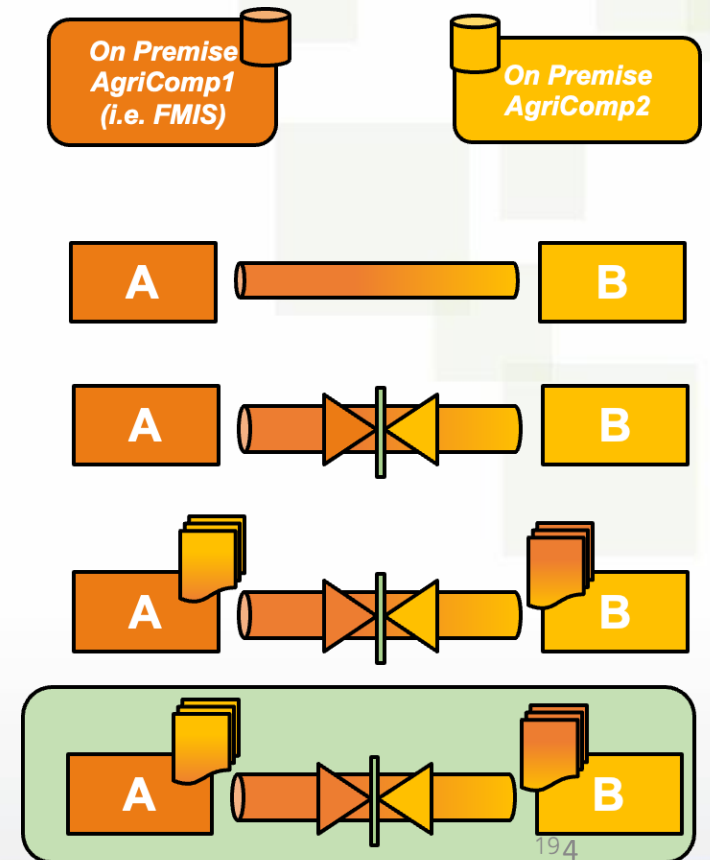 On Premise
AgriComp1
(i.e. FMIS)
On Premise
AgriComp2
A
B
A
B
A
B
A
B
194